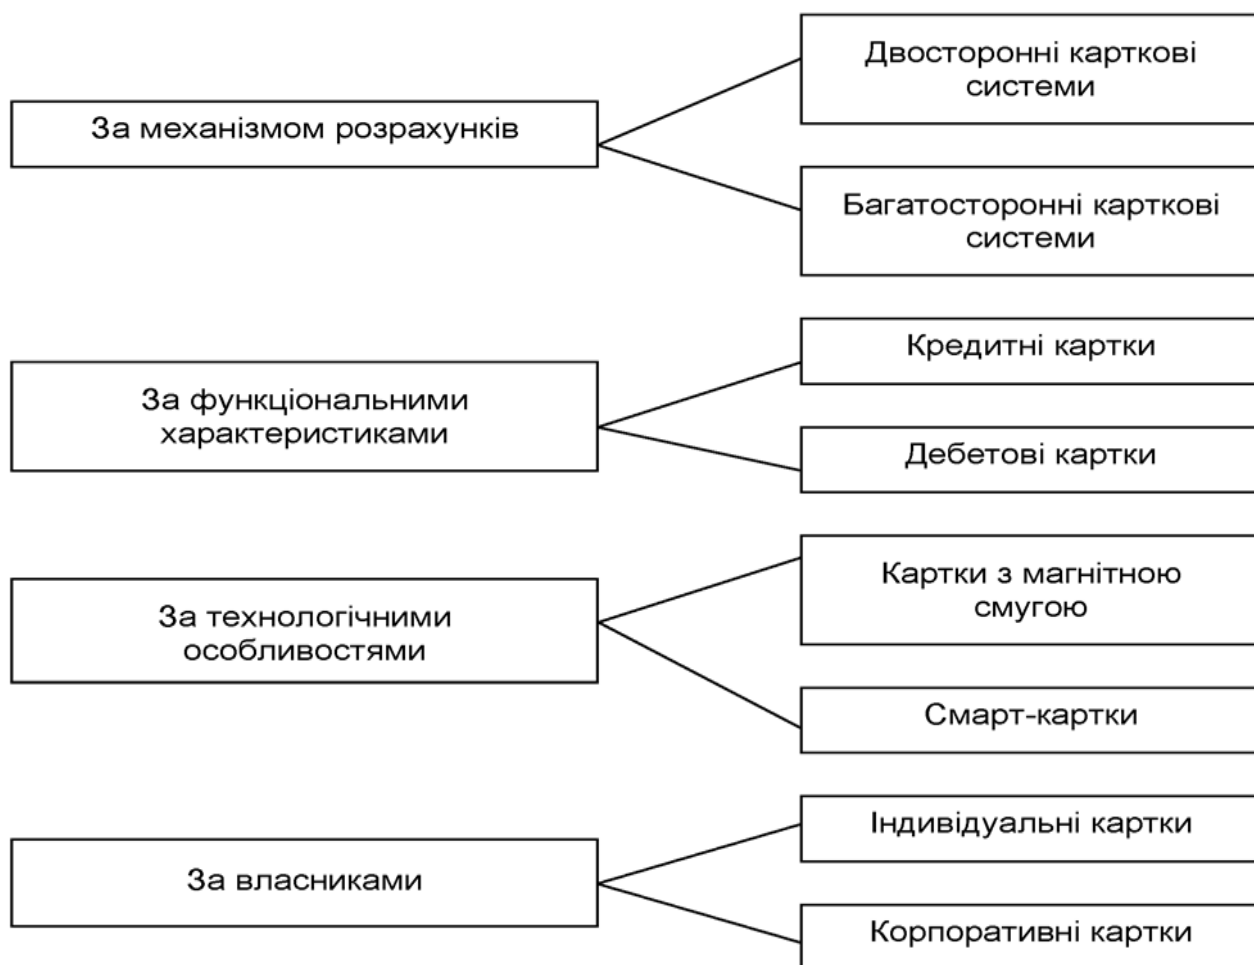 За механізмом розрахунків
Двосторонні карткові
системи
Багатосторонні карткові
системи
За функціональними
характеристиками
Кредитні картки
Дебетові картки
За технологічними
особливостями
Картки з магнітною
смугою
Смарт-картки
За власниками
Індивідуальні картки
Корпоративні картки